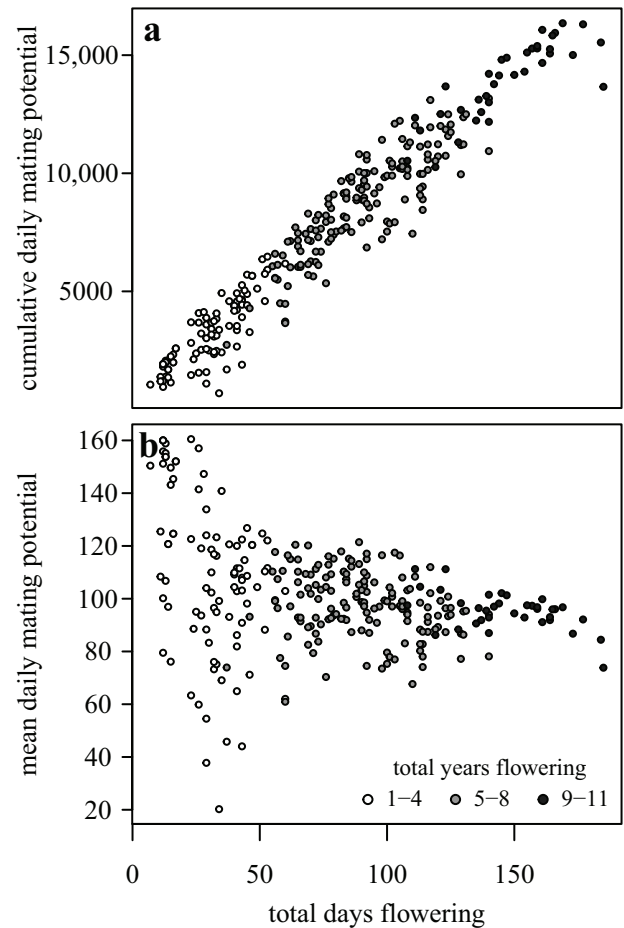 a
15,000
10,000
5000
cumulative daily mating potential
b
160
140
120
100
80
60
40
20
mean daily mating potential
total years flowering
1−4 5−8 9−11
0 50 100 150
total days flowering